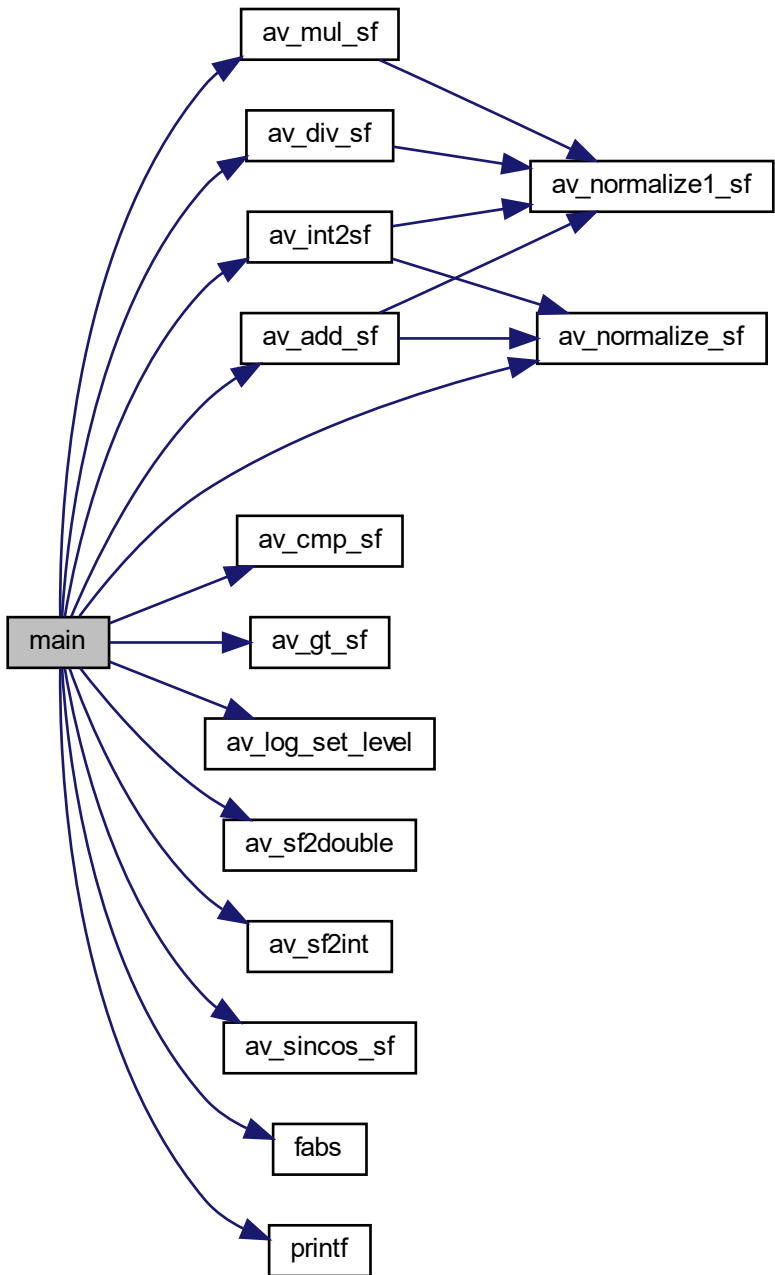 av_mul_sf
av_div_sf
av_normalize1_sf
av_int2sf
av_add_sf
av_normalize_sf
av_cmp_sf
main
av_gt_sf
av_log_set_level
av_sf2double
av_sf2int
av_sincos_sf
fabs
printf